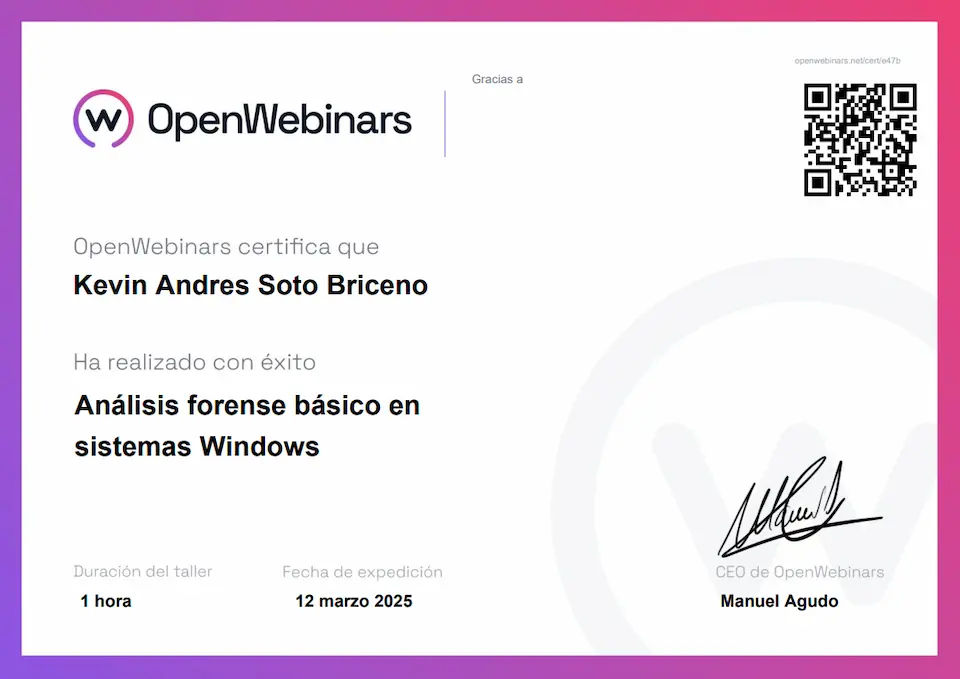 Gracias a
openwebinars.net/cert/e47b
OpenWebinars
OpenWebinars certifica que
Kevin Andres Soto Briceno
Ha realizado con éxito
Análisis forense básico en
sistemas Windows
Duración del taller
1 hora
Fecha de expedición
12 marzo 2025
CEO de OpenWebinars
Manuel Agudo